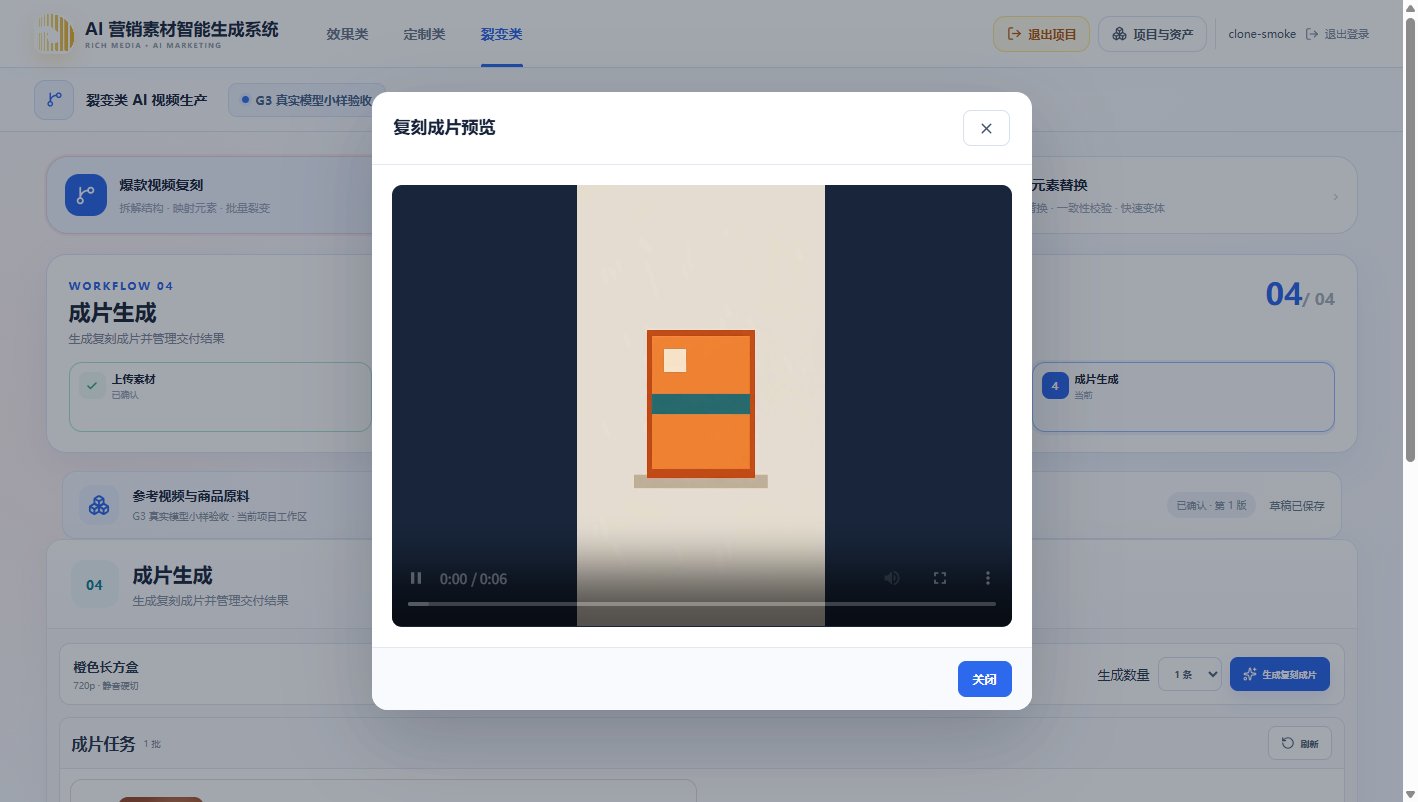 AI 营销素材智能生成系统
RICH MEDIA • AI MARKETING
效果类
定制类
裂变类
退出项目
项目与资产
clone-smoke
退出登录
裂变类 AI 视频生产
G3 真实模型小样验收
复刻成片预览
爆款视频复刻
拆解结构 · 映射元素 · 批量裂变
元素替换
替换 · 一致性校验 · 快速变体
WORKFLOW 04
成片生成
生成复刻成片并管理交付结果
04/ 04
上传素材
已确认
4
成片生成
当前
参考视频与商品原料
G3 真实模型小样验收 · 当前项目工作区
已确认 · 第 1 版
草稿已保存
04
成片生成
生成复刻成片并管理交付结果
0:00 / 0:06
橙色长方盒
720p · 静音硬切
生成数量
1 条
生成复刻成片
关闭
成片任务
1 批
刷新